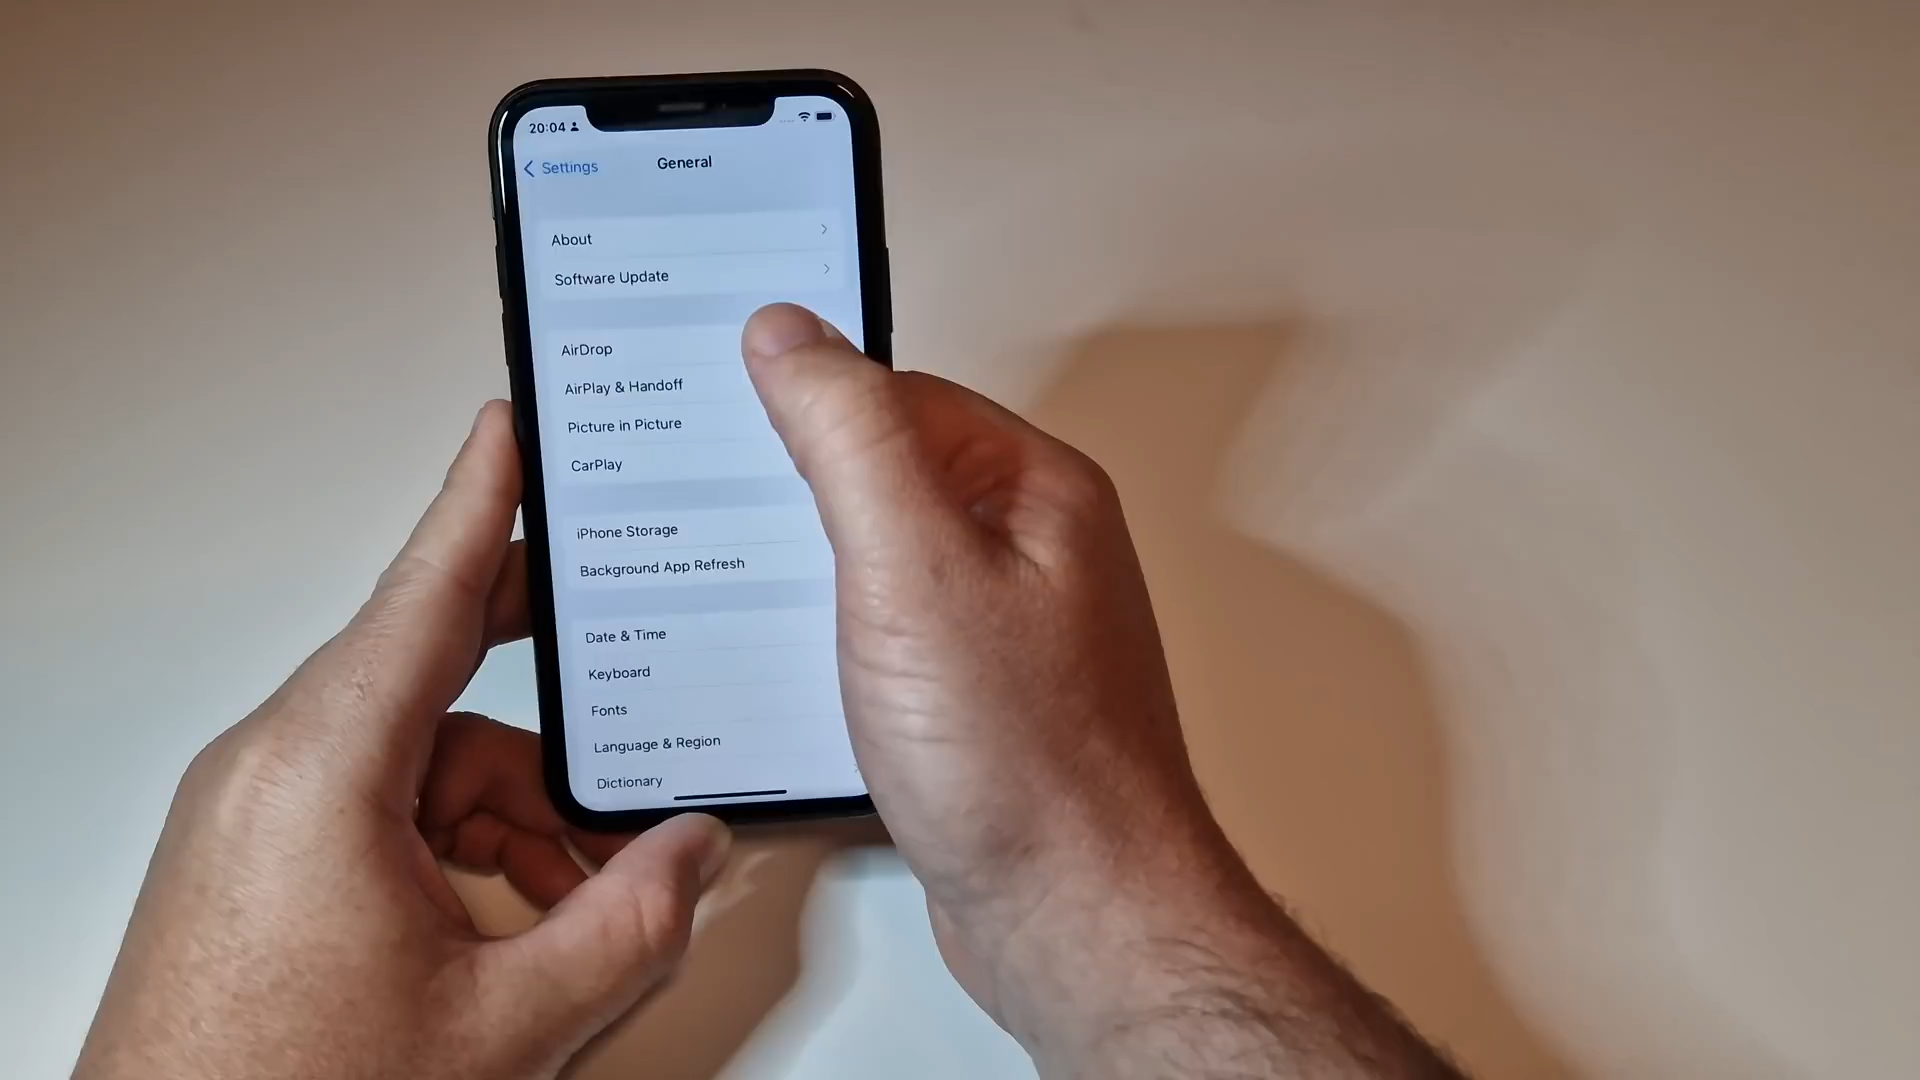 20:04
Settings
General
About
Software Update
AirDrop
AirPlay & Handoff
Picture in Picture
CarPlay
iPhone Storage
Background App Refresh
Date & Time
Keyboard
Fonts
Language & Region
Dictionary